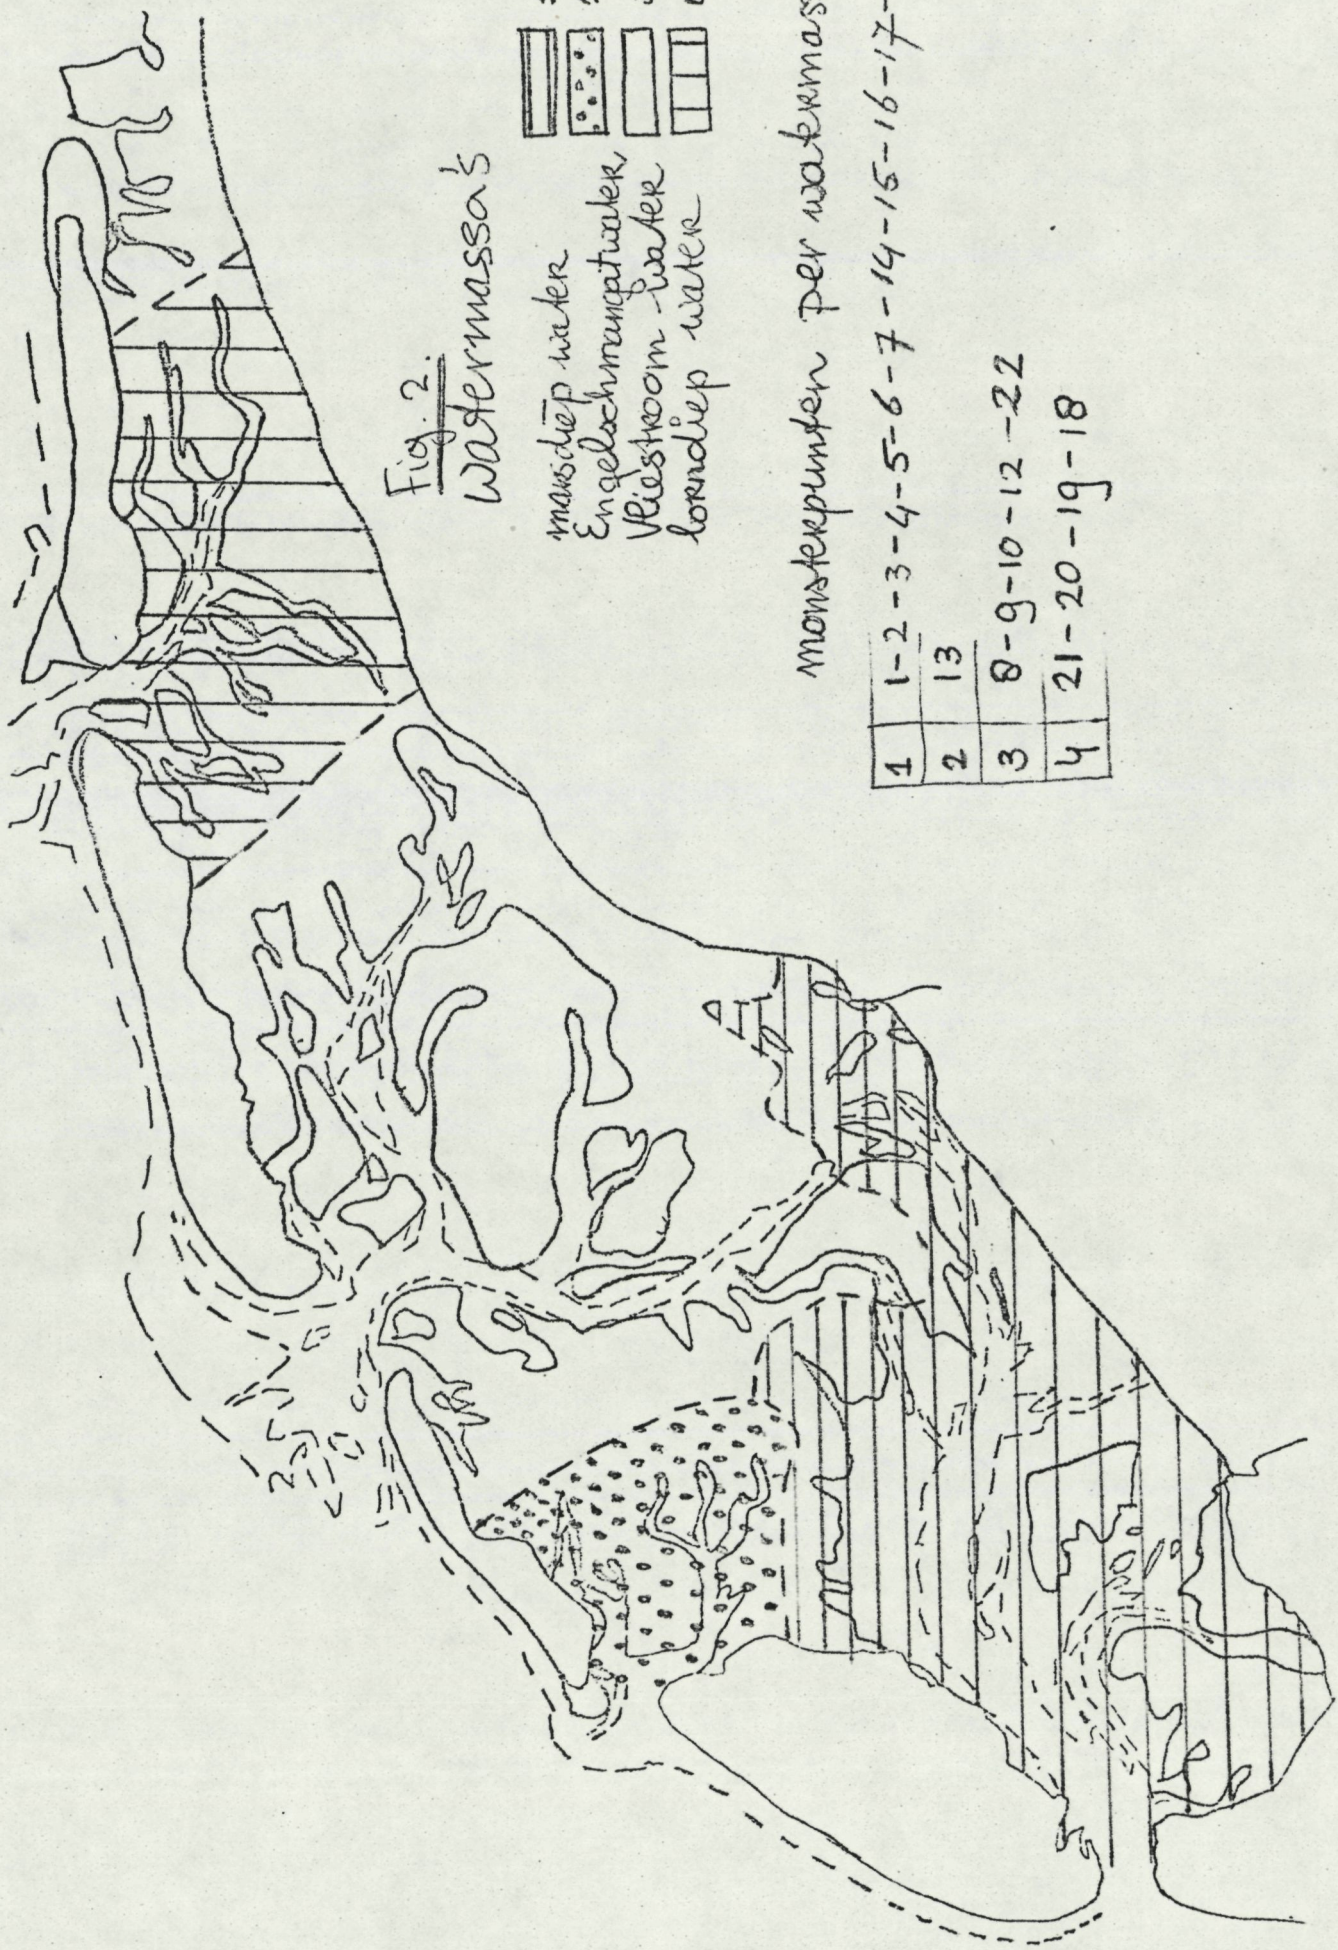 Fig. 2.
Watermassa's
marsdiep water
Engelschmangatwater
Vliestroom-water
borndiep water
monsterpunten per watermas
1 1-2-3-4-5-6-7-14-15-16-17-
2 13
3 8-9-10-12-22
4 21-20-19-18